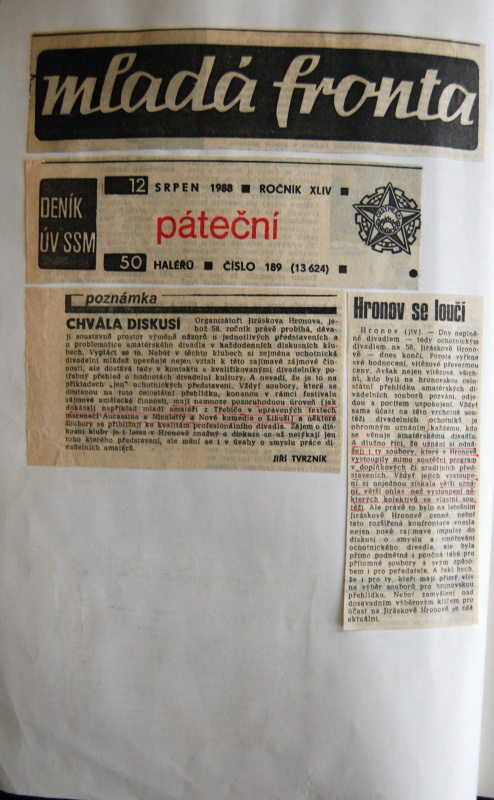 mladá fronta
DENÍK
ÚV SSM
12 SRPEN 1988 ■ ROČNÍK XLIV ■
páteční
50 HALÉŘŮ ■ ČÍSLO 189 (13 624) ■
poznámka
CHVÁLA DISKUSÍ
Organizátoři Jiráskova Hronova, je-
hož 58. ročník právě probíhá, dáva-
jí soustavně prostor výměně názorů o jednotlivých představeních a
o problematice amatérského divadla v každodenních diskusních klu-
bech. Vyplácí se to. Neboť v těchto klubech si zejména ochotnická
divadelní mládež upevňuje nejen vztah k této zájmové zájmové čin-
nosti, ale dostává tady v kontaktu s kvalifikovanými divadelníky po-
třebný přehled o hodnotách divadelní kultury. A nevadí, že je to na
příkladech „jen" ochotnických představení. Vždyť soubory, které se
dostanou na tuto celostátní přehlídku, konanou v rámci festivalu
zájmové umělecké činnosti, mají namnoze pozoruhodnou úroveň (jak
dokázali například mladí amatéři z Třebíče v upravených textech
Aucassina a Nicoletty a Nové komedie o Libuši) a některé
soubory se přibližují ke kvalitám profesionálního divadla. Zájem o dis-
kusní kluby je i letos v Hronově značný a diskuse se už netýkají jen
toho kterého představení, ale mění se i v úvahy o smyslu práce di-
vadelních amatérů.
JIŘÍ TVRZNÍK
Hronov se loučí
Hronov (jtv). — Dny naplně-
né divadlem — tedy ochotnickým
divadlem na 58. Jiráskově Hrono-
vě — dnes končí. Porota vyřkne
své hodnocení, vítězové převezmou
ceny. Avšak nejen vítězové, všich-
ni, kdo byli na hronovskou celo-
státní přehlídku amatérských di-
vadelních souborů pozváni, odje-
dou s pocitem uspokojení. Vždyť
sama účast na této vrcholné sou-
těži divadelních ochotníků je
ohromným uznáním každému, kdo
se věnuje amatérskému divadlu.
A dlužno říci, že uznání si odná-
šejí i ty soubory, které v Hronově
vystoupily mimo soutěžní program
v doplňkových či studijních před-
staveních. Vždyť jejich vystoupe-
ní si nejednou získala větší uzná-
ní, větší ohlas než vystoupení ně-
kterých kolektivů ve vlastní sou-
těži. Ale právě to bylo na letošním
Jiráskově Hronově cenné, neboť
tato rozšířená konfrontace vnesla
nejen nové zajímavé impulsy do
diskusí o smyslu a směřování
ochotnického divadla, ale byla
přímo podnětná i poučná také pro
přítomné soubory a svým způso-
bem i pro pořadatele. A řekl bych,
že i pro ty, kteří mají přímý vliv
na výběr souborů pro hronovskou
přehlídku. Neboť zamyšlení nad
dosavadním výběrovým klíčem pro
účast na Jiráskově Hronově se zdá
aktuální.